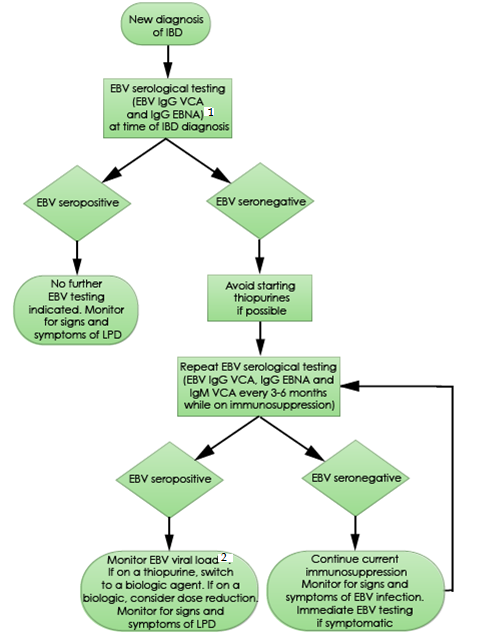 New diagnosis
of IBD
EBV serological testing
(EBV IgG VCA
and IgG EBNA) 1
at time of IBD diagnosis
EBV seropositive
EBV seronegative
No further
EBV testing
indicated. Monitor
for signs and
symptoms of LPD
Avoid starting
thiopurines
if possible
Repeat EBV serological testing
(EBV IgG VCA, IgG EBNA and
IgM VCA every 3-6 months
while on immunosuppression)
EBV seropositive
EBV seronegative
Monitor EBV viral load 2.
If on a thiopurine, switch
to a biologic agent. If on a
biologic, consider dose reduction.
Monitor for signs and
symptoms of LPD
Continue current
immunosuppression
Monitor for signs and
symptoms of EBV infection.
Immediate EBV testing
if symptomatic